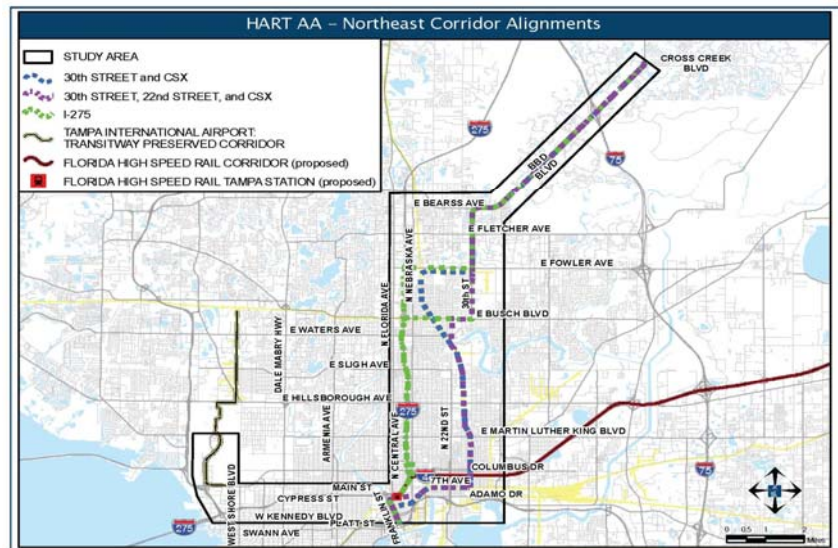 HART AA – Northeast Corridor Alignments
STUDY AREA
30th STREET and CSX
30th STREET, 22nd STREET, and CSX
I-275
TAMPA INTERNATIONAL AIRPORT:
TRANSITWAY PRESERVED CORRIDOR
FLORIDA HIGH SPEED RAIL CORRIDOR (proposed)
FLORIDA HIGH SPEED RAIL TAMPA STATION (proposed)
CROSS CREEK
BLVD
275
75
BBD
BLVD
E BEARSS AVE
E FLETCHER AVE
N NEBRASKA AVE
E FOWLER AVE
30th ST
N FLORIDA AVE
E BUSCH BLVD
E WATERS AVE
DALE MABRY HWY
E SLIGH AVE
E HILLSBOROUGH AVE
275
ARMENIA AVE
N CENTRAL AVE
N 22ND ST
E MARTIN LUTHER KING BLVD
COLUMBUS DR
75
MAIN ST
7TH AVE
CYPRESS ST
ADAMO DR
WEST SHORE BLVD
W KENNEDY BLVD
FRANKLIN ST
PLATT ST
275
SWANN AVE
0 0.5 1 2
Miles